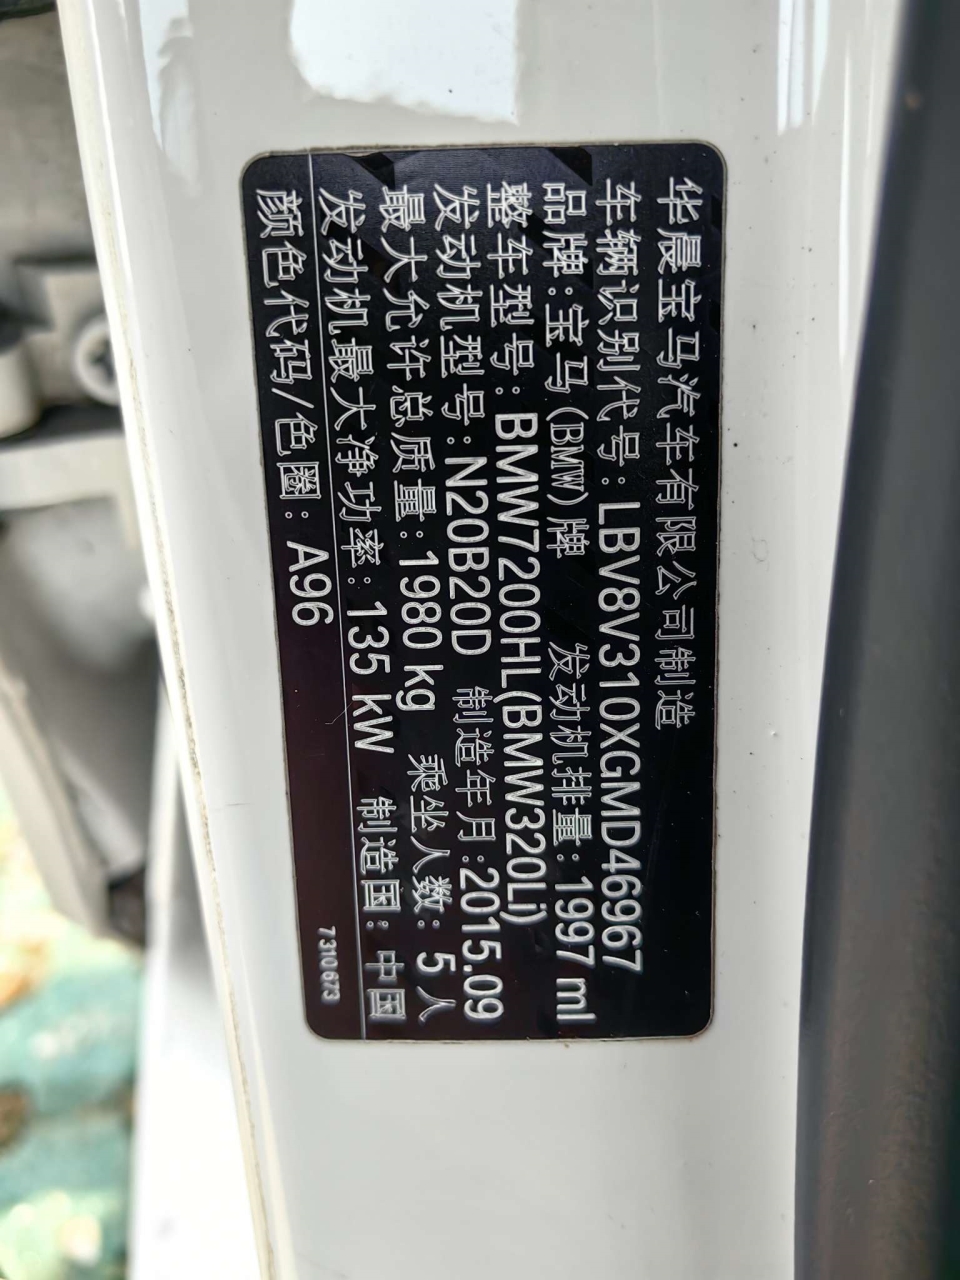 华晨宝马汽车有限公司制造
车辆识别代号：LBV8V310XGMD46967
品牌：宝马(BMW)牌 发动机排量：1997 ml
整车型号：BMW7200HL(BMW320Li)
发动机型号：N20B20D 制造年月：2015.09
最大允许总质量：1980 kg 乘坐人数：5人
发动机最大净功率：135 kW 制造国：中国
颜色代码/色圈：A96 7310673